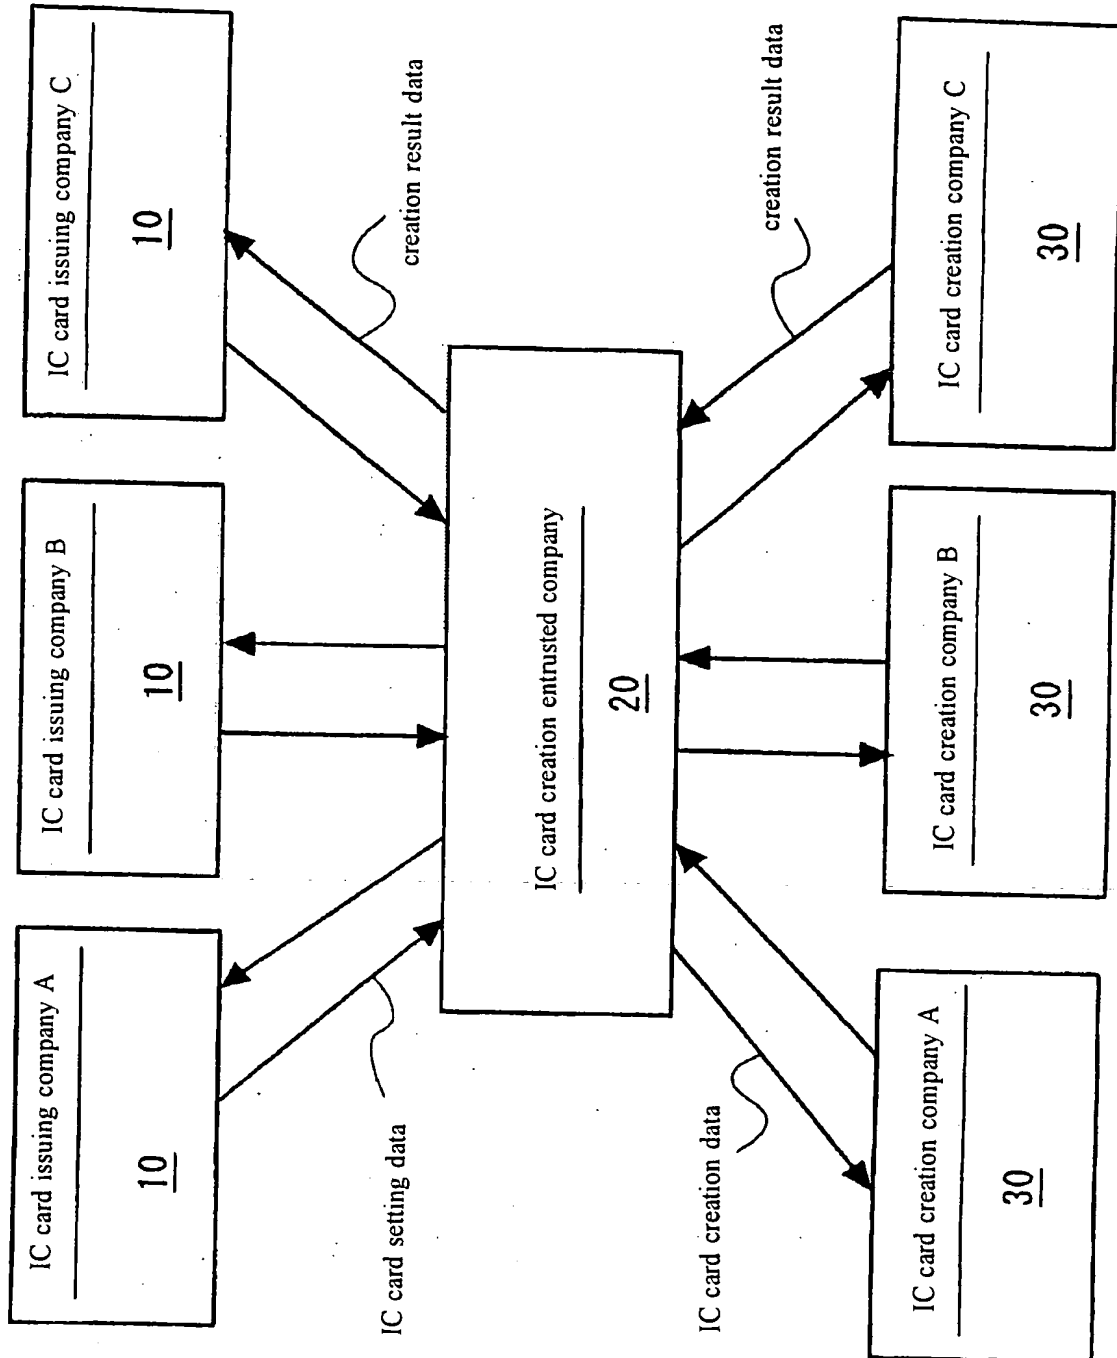 IC card issuing company A
10
IC card issuing company B
10
IC card issuing company C
10
IC card setting data
creation result data
IC card creation entrusted company
20
IC card creation data
creation result data
IC card creation company A
30
IC card creation company B
30
IC card creation company C
30